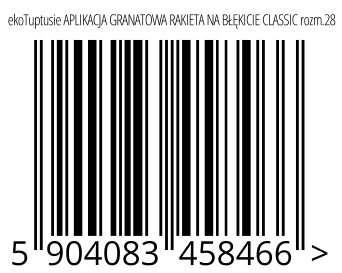 ekoTuptusie APLIKACJA GRANATOWA RAKIETA NA BŁĘKICIE CLASSIC rozm.28
5 904083 458466 >